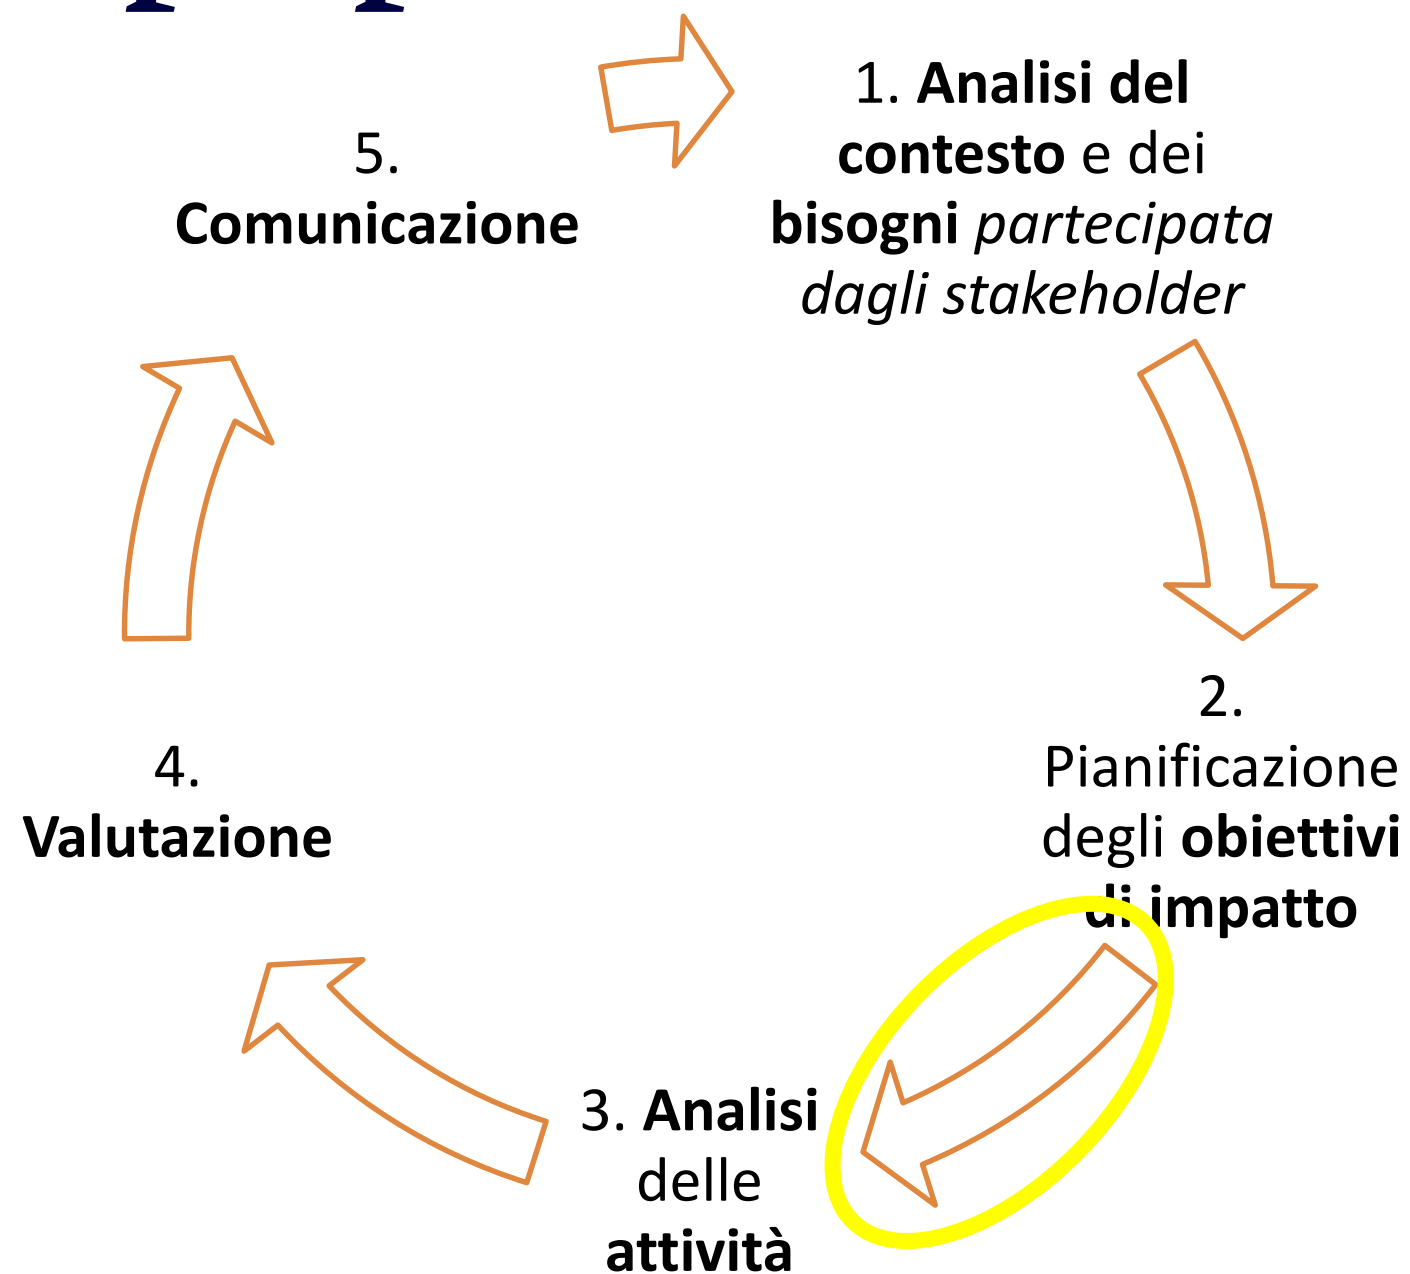 1. Analisi del
contesto e dei
bisogni partecipata
dagli stakeholder
2.
Pianificazione
degli obiettivi
di impatto
3. Analisi
delle
attività
4.
Valutazione
5.
Comunicazione